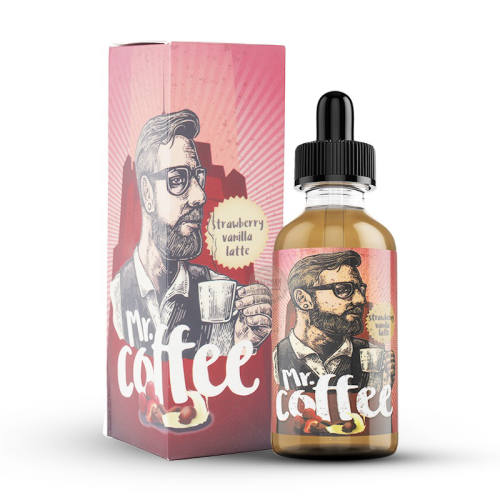 strawberry
vanilla
latte
Mr.
coffee
strawberry
vanilla
latte
Mr.
coffee